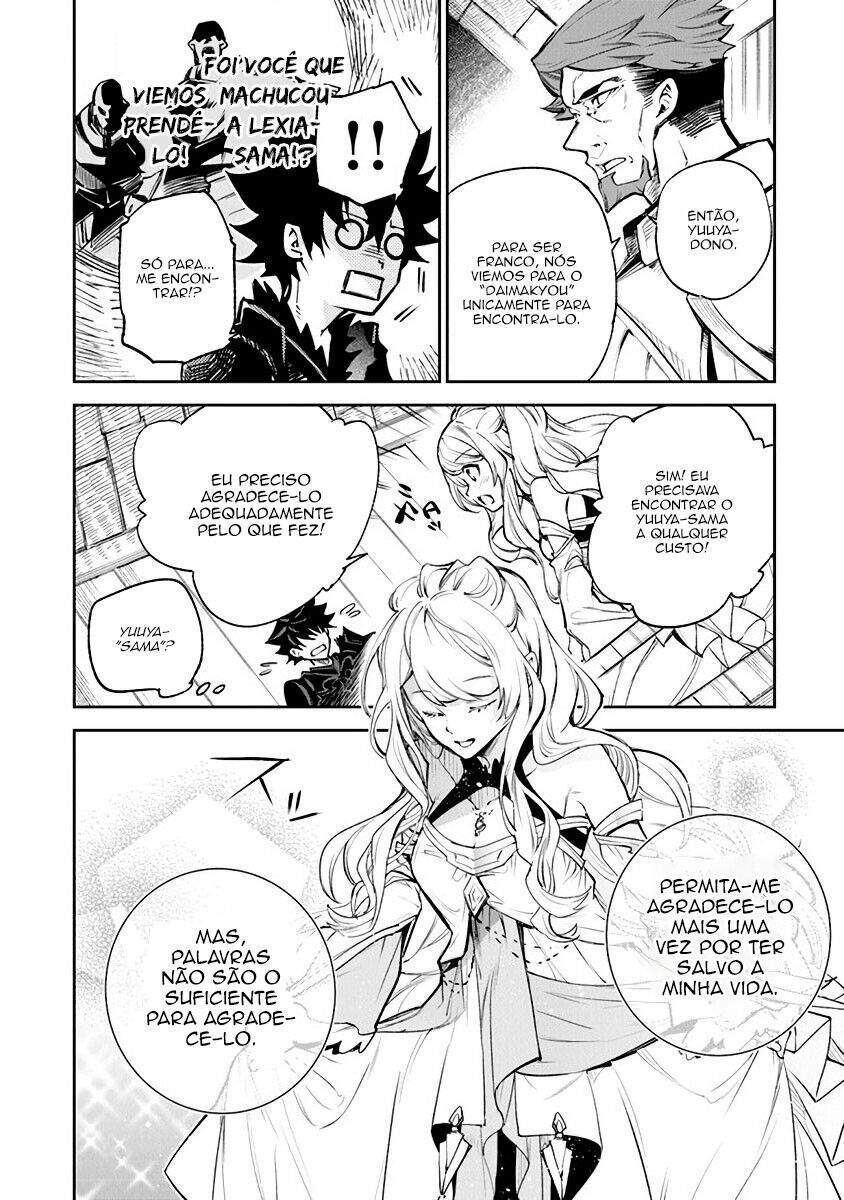 ENTÃO,
YUUYA-
DONO.
PARA SER
FRANCO, NÓS
VIEMOS PARA O
"DAIMAKYOU"
UNICAMENTE PARA
ENCONTRA-LO.
!!
FOI VOCÊ QUE
MACHUCOU
A LEXIA-
SAMA!?
VIEMOS
PRENDÊ-
LO!
SÓ PARA...
ME ENCON-
TRAR!?
SIM! EU
PRECISAVA
ENCONTRAR O
YUUYA-SAMA
A QUALQUER
CUSTO!
EU PRECISO
AGRADECE-LO
ADEQUADAMENTE
PELO QUE FEZ!
YUUYA-
"SAMA"?
PERMITA-ME
AGRADECE-LO
MAIS UMA
VEZ POR TER
SALVO A
MINHA VIDA.
MAS,
PALAVRAS
NÃO SÃO O
SUFICIENTE
PARA AGRADE-
CE-LO.